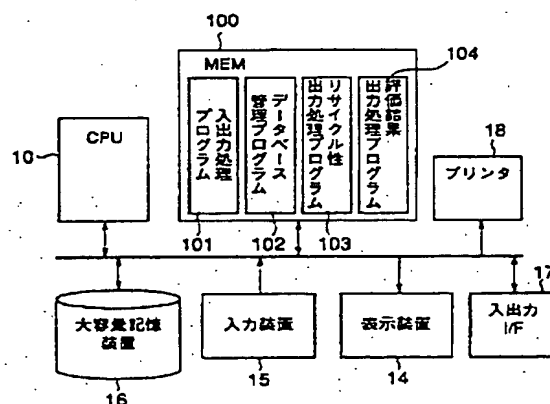 100
MEM
104
入出力処理
プログラム
データベース
管理プログラム
リサイクル性
出力処理プログラム
評価結果
出力処理プログラム
CPU
10
18
プリンタ
101
102
103
大容量記憶
装置
入力装置
表示装置
17
入出力
I/F
16
15
14